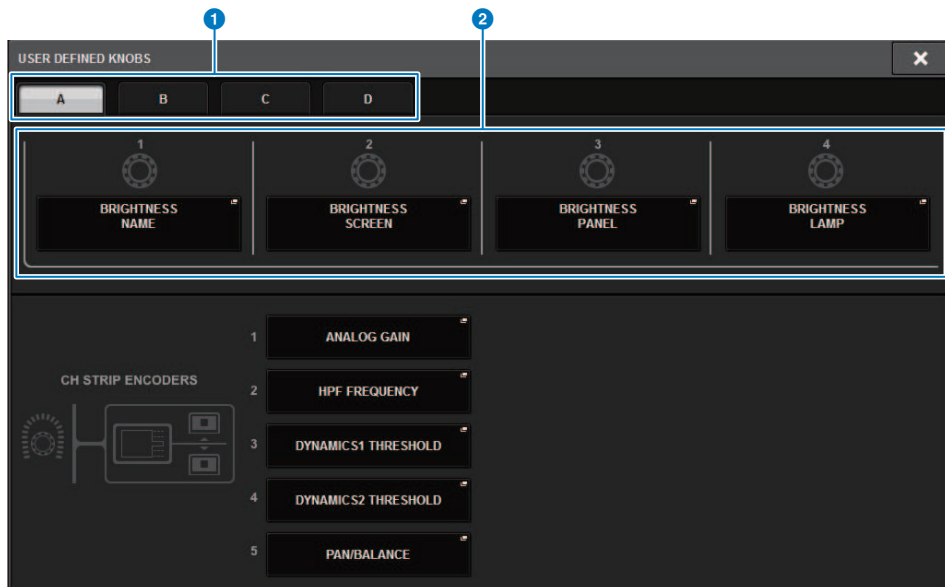 1 2
USER DEFINED KNOBS
A B C D
1 2 3 4
BRIGHTNESS NAME
BRIGHTNESS SCREEN
BRIGHTNESS PANEL
BRIGHTNESS LAMP
CH STRIP ENCODERS
1 ANALOG GAIN
2 HPF FREQUENCY
3 DYNAMICS1 THRESHOLD
4 DYNAMICS2 THRESHOLD
5 PAN/BALANCE